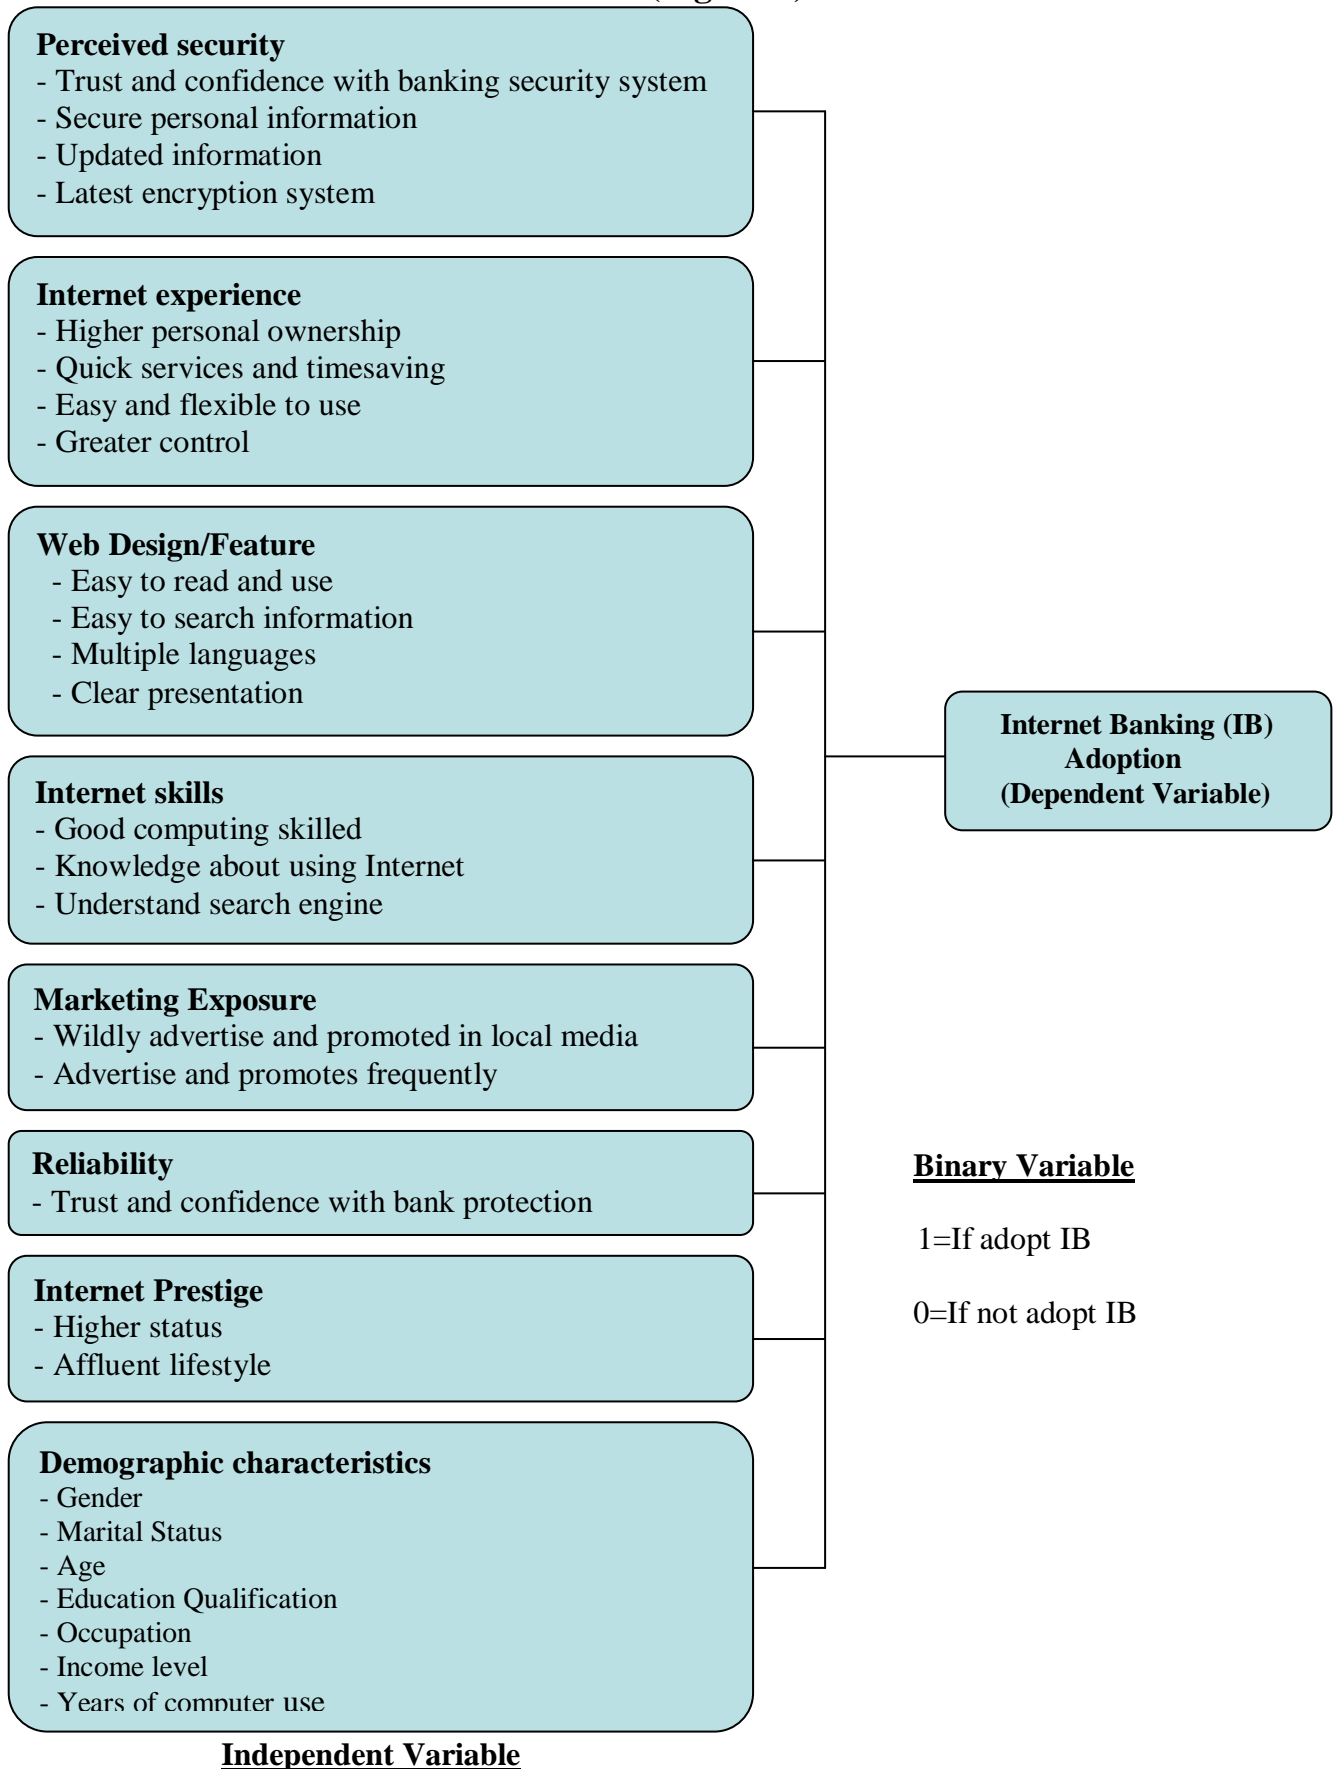 Perceived security
- Trust and confidence with banking security system
- Secure personal information
- Updated information
- Latest encryption system
Internet experience
- Higher personal ownership
- Quick services and timesaving
- Easy and flexible to use
- Greater control
Web Design/Feature
- Easy to read and use
- Easy to search information
- Multiple languages
- Clear presentation
Internet Banking (IB)
Adoption
(Dependent Variable)
Internet skills
- Good computing skilled
- Knowledge about using Internet
- Understand search engine
Marketing Exposure
- Wildly advertise and promoted in local media
- Advertise and promotes frequently
Reliability
- Trust and confidence with bank protection
Binary Variable
1=If adopt IB
0=If not adopt IB
Internet Prestige
- Higher status
- Affluent lifestyle
Demographic characteristics
- Gender
- Marital Status
- Age
- Education Qualification
- Occupation
- Income level
- Years of computer use
Independent Variable